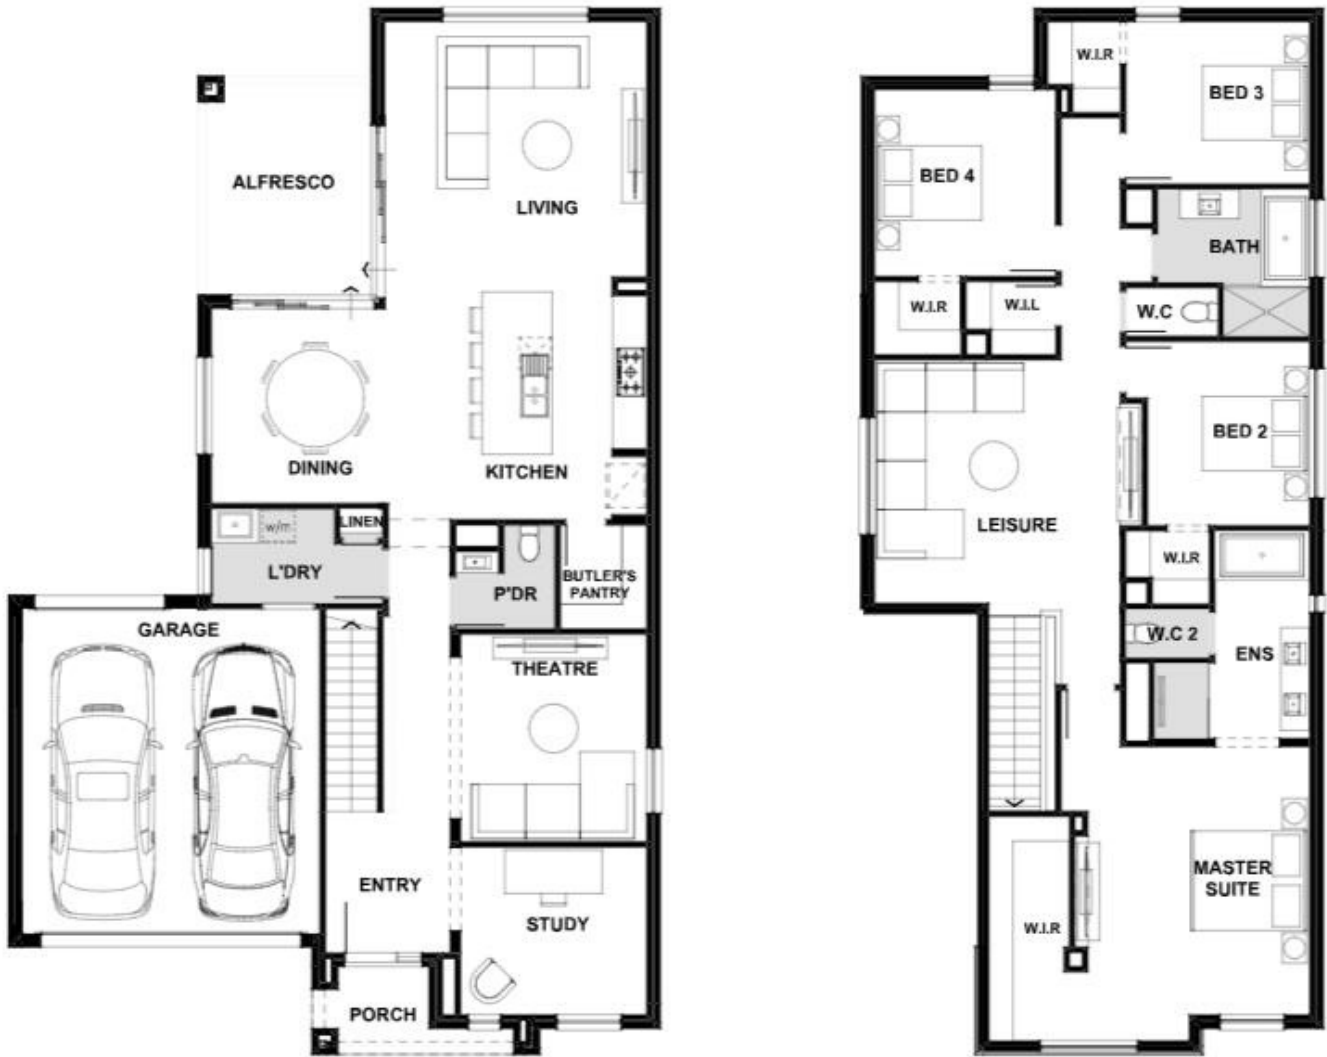 ALFRESCO
LIVING
DINING
KITCHEN
w/m
LINEN
L'DRY
P'DR
BUTLER'S
PANTRY
GARAGE
THEATRE
ENTRY
STUDY
PORCH
W.I.R
BED 3
BED 4
BATH
W.I.R
W.I.L
W.C
BED 2
LEISURE
W.I.R
W.C 2
ENS
MASTER
SUITE
W.I.R